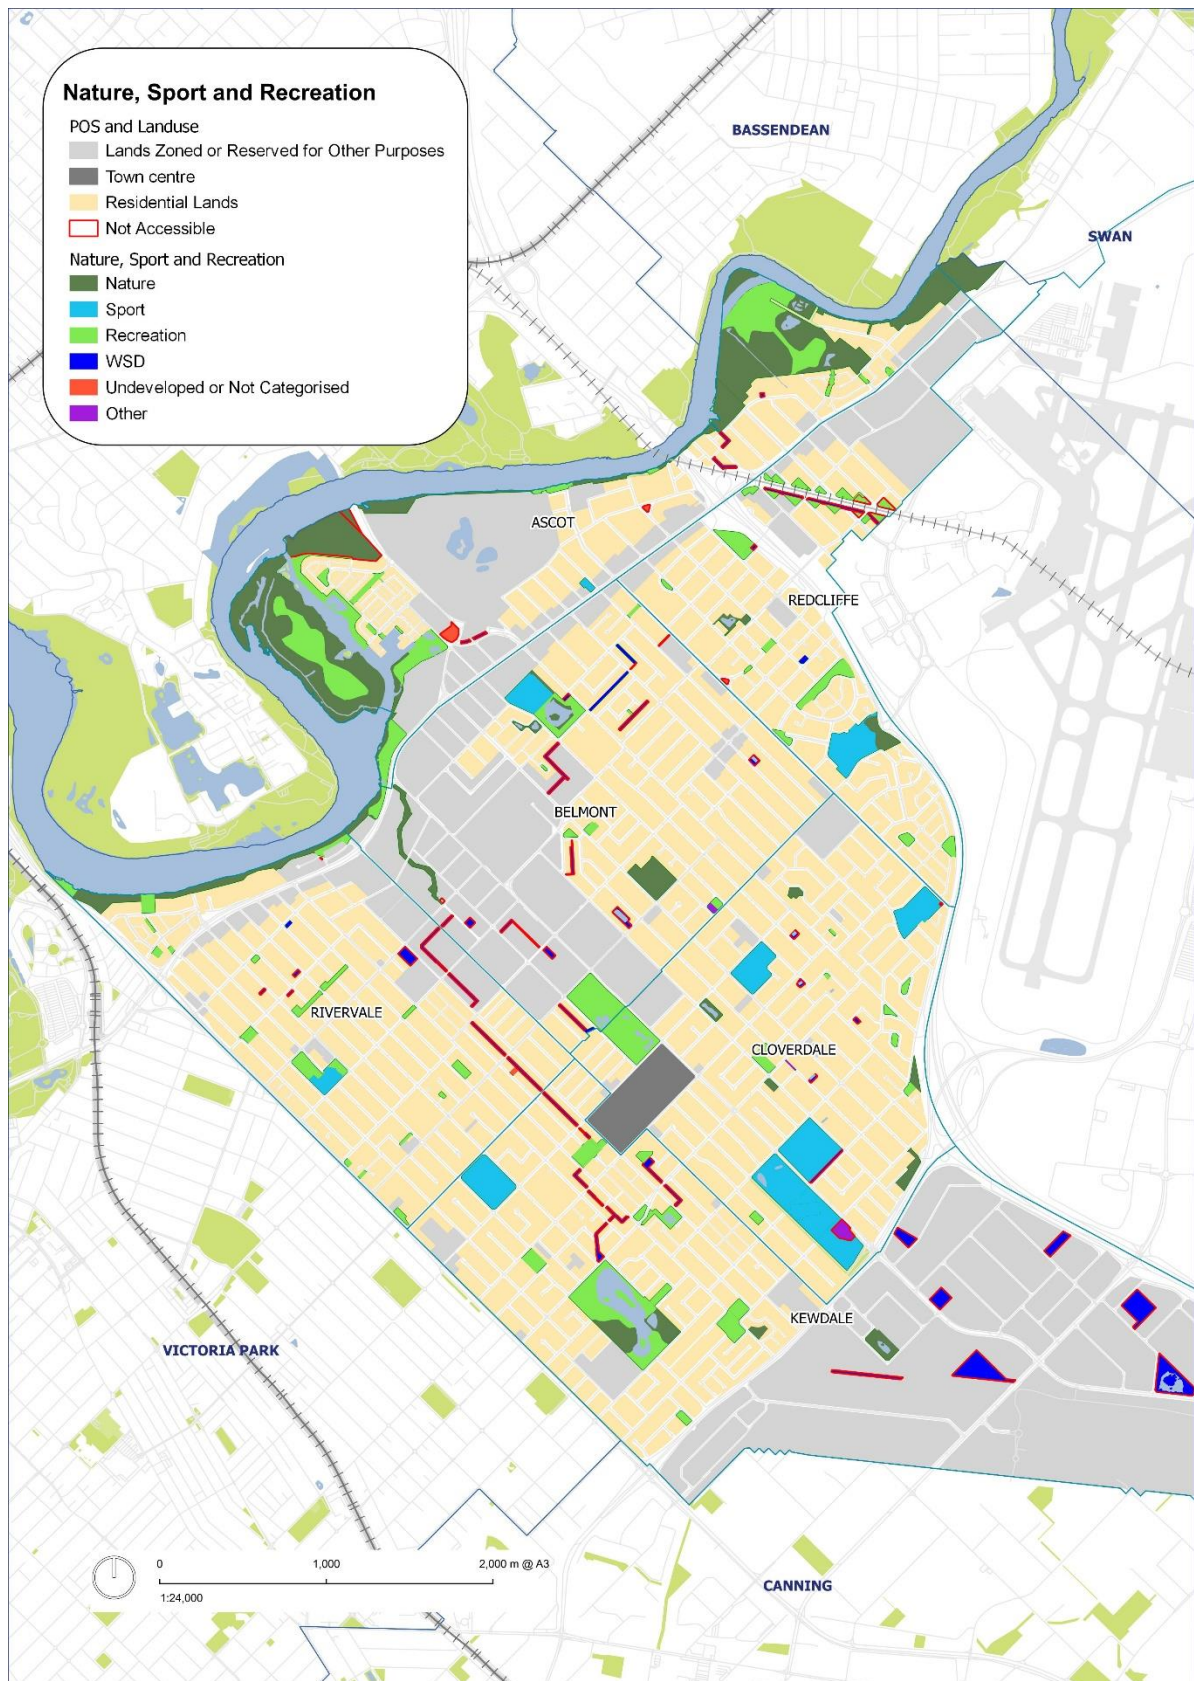 Nature, Sport and Recreation
POS and Landuse
Lands Zoned or Reserved for Other Purposes
Town centre
Residential Lands
Not Accessible
Nature, Sport and Recreation
Nature
Sport
Recreation
WSD
Undeveloped or Not Categorised
Other
BASSENDEAN
SWAN
ASCOT
REDCLIFFE
BELMONT
RIVERVALE
CLOVERDALE
KEWDALE
VICTORIA PARK
0 1,000 2,000 m @ A3
1:24,000
CANNING